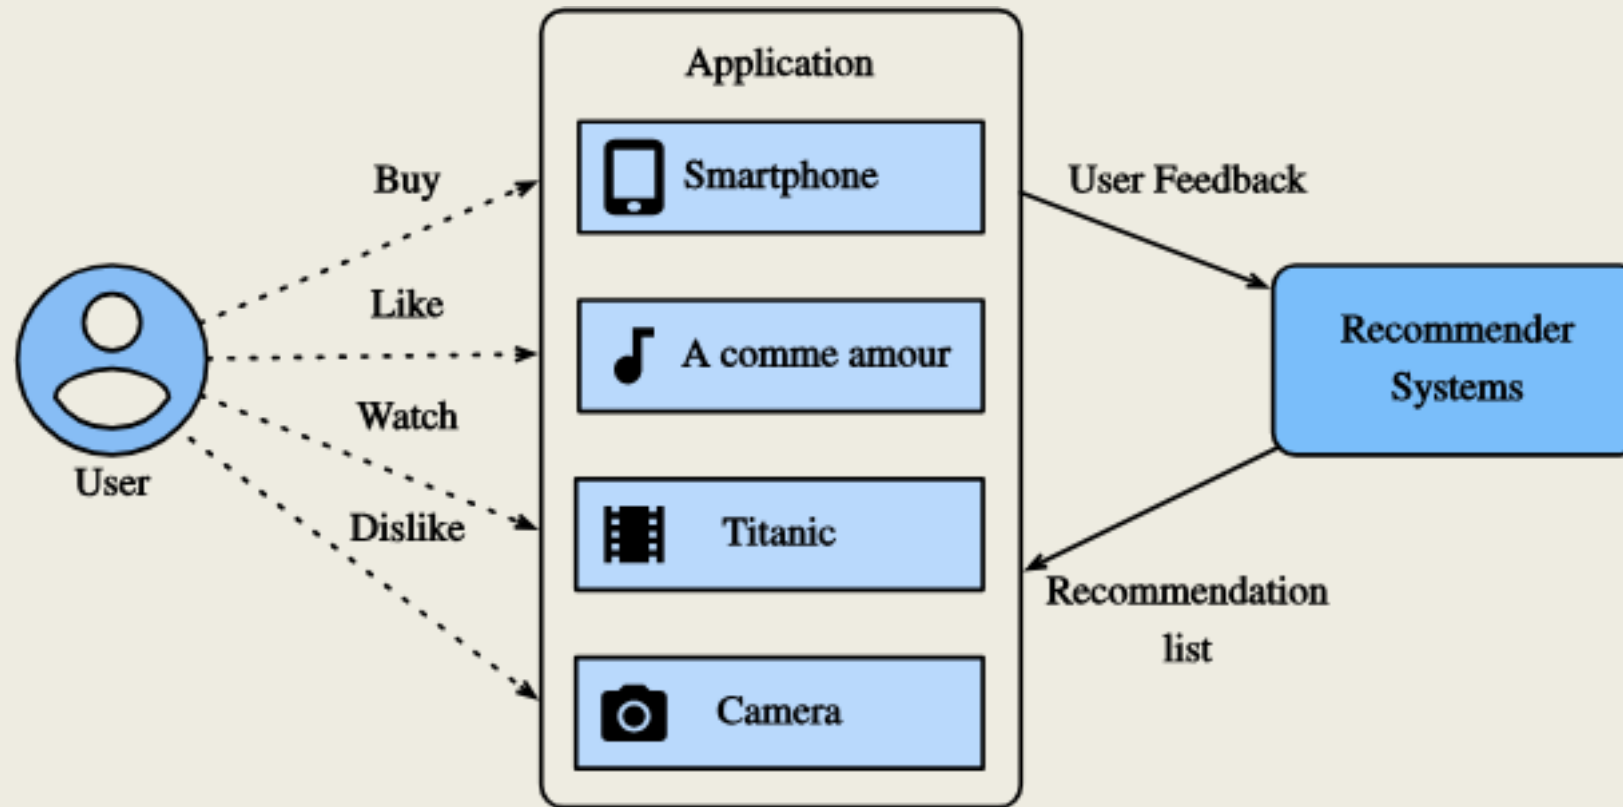 Application
Buy
Smartphone
User Feedback
Like
A comme amour
Recommender
Systems
Watch
User
Dislike
Titanic
Recommendation
list
Camera